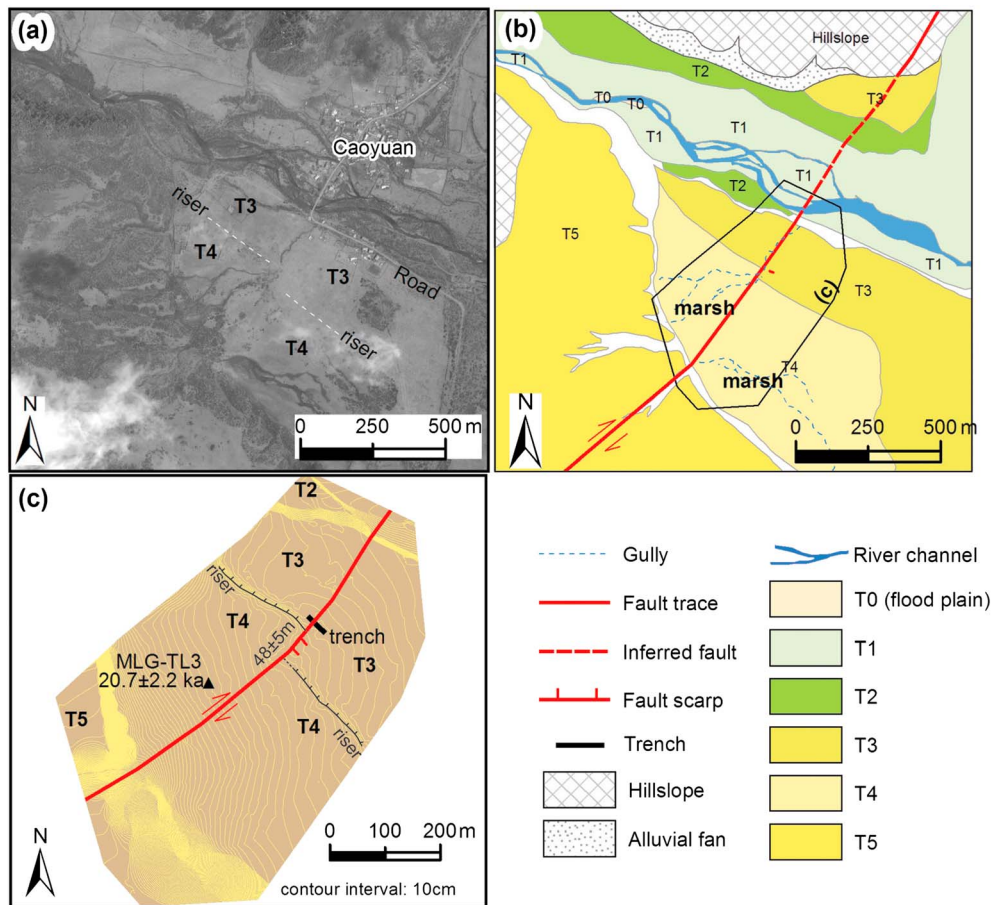 (a)
Caoyuan
riser
T3
T4
T3
Road
riser
T4
N
0 250 500 m
(b)
Hillslope
T1
T2
T0
T0
T3
T1
T1
T1
T2
T5
T1
T3
(c)
marsh
T4
marsh
N
0 250 500 m
(c)
T2
T3
riser
T4
trench
48±5m
T3
MLG-TL3
20.7±2.2 ka
T5
T4
riser
N
0 100 200 m
contour interval: 10cm
Gully
Fault trace
Inferred fault
Fault scarp
Trench
Hillslope
Alluvial fan
River channel
T0 (flood plain)
T1
T2
T3
T4
T5